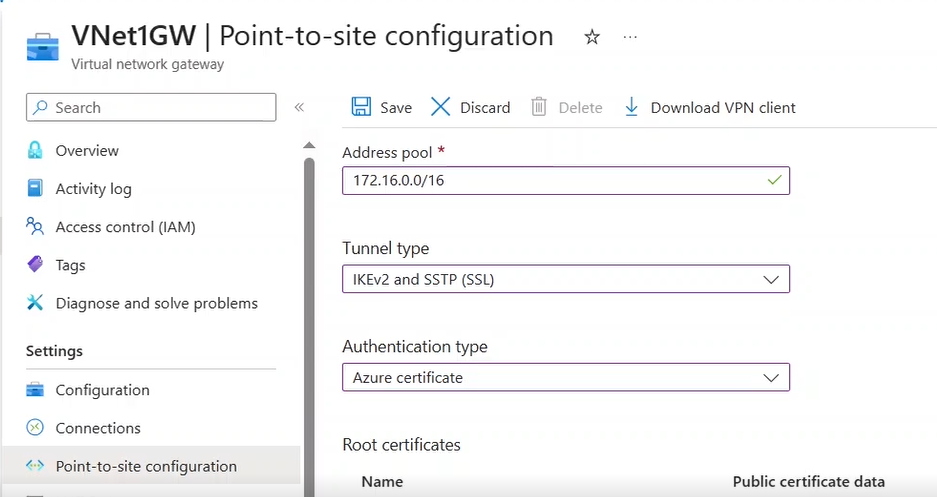 VNet1GW | Point-to-site configuration
Virtual network gateway
Search
Overview
Activity log
Access control (IAM)
Tags
Diagnose and solve problems
Settings
Configuration
Connections
Point-to-site configuration
Save Discard Delete Download VPN client
Address pool *
172.16.0.0/16
Tunnel type
IKEv2 and SSTP (SSL)
Authentication type
Azure certificate
Root certificates
Name Public certificate data